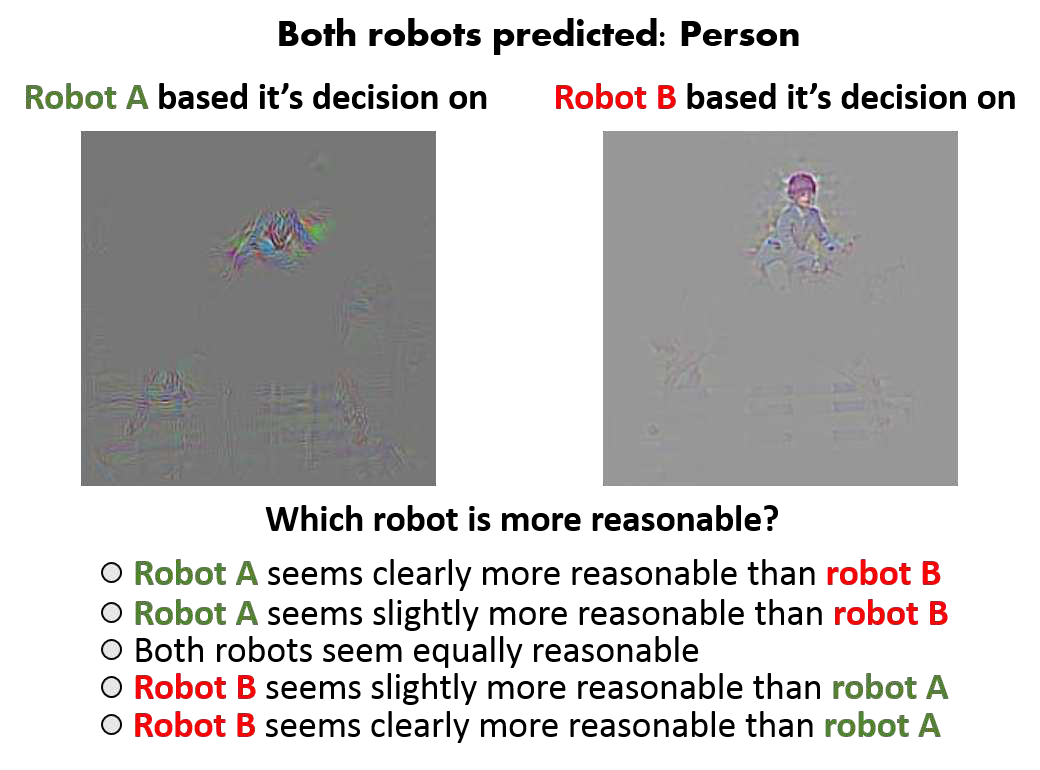 Both robots predicted: Person
Robot A based it's decision on
Robot B based it's decision on
Which robot is more reasonable?
Robot A seems clearly more reasonable than robot B
Robot A seems slightly more reasonable than robot B
Both robots seem equally reasonable
Robot B seems slightly more reasonable than robot A
Robot B seems clearly more reasonable than robot A